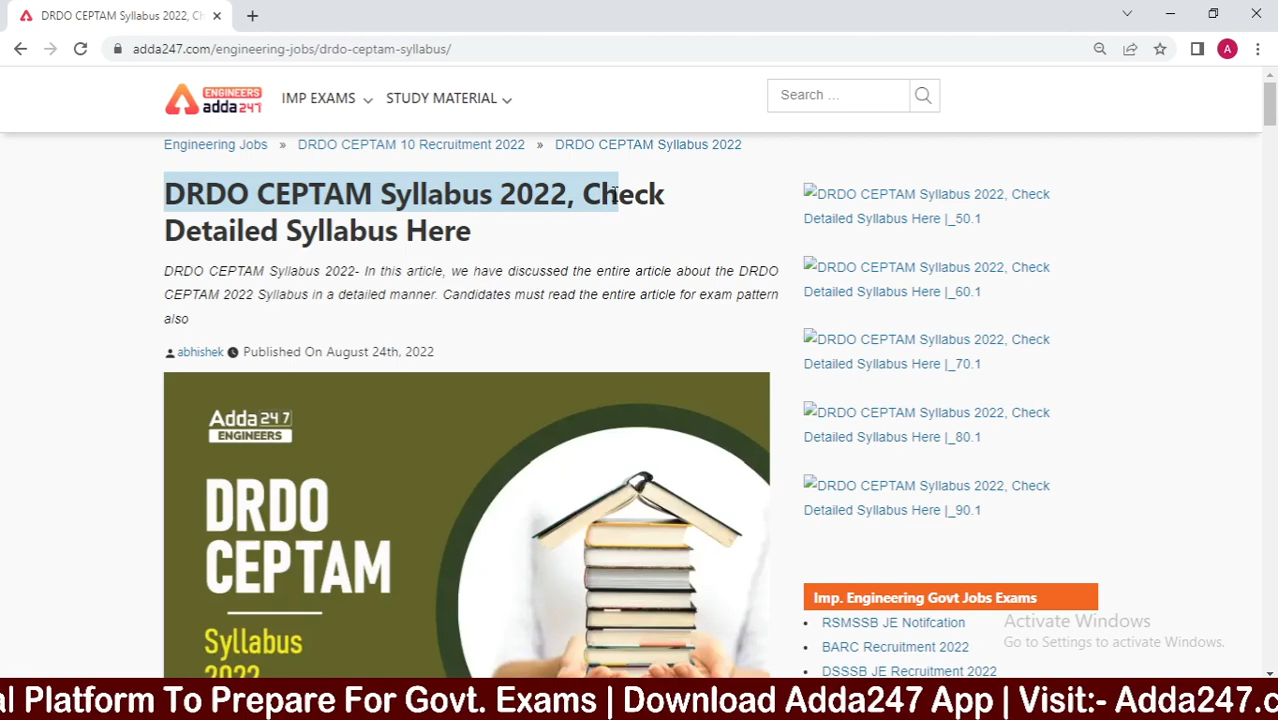 DRDO CEPTAM Syllabus 2022, Ch
adda247.com/engineering-jobs/drdo-ceptam-syllabus/
A
ENGINEERS
adda247
IMP EXAMS
STUDY MATERIAL
Search ...
Engineering Jobs » DRDO CEPTAM 10 Recruitment 2022 » DRDO CEPTAM Syllabus 2022
DRDO CEPTAM Syllabus 2022, Check
Detailed Syllabus Here
DRDO CEPTAM Syllabus 2022- In this article, we have discussed the entire article about the DRDO
CEPTAM 2022 Syllabus in a detailed manner. Candidates must read the entire article for exam pattern
also
abhishek Published On August 24th, 2022
Adda247
ENGINEERS
DRDO
CEPTAM
Syllabus
2022
DRDO CEPTAM Syllabus 2022, Check
Detailed Syllabus Here |_50.1
DRDO CEPTAM Syllabus 2022, Check
Detailed Syllabus Here |_60.1
DRDO CEPTAM Syllabus 2022, Check
Detailed Syllabus Here |_70.1
DRDO CEPTAM Syllabus 2022, Check
Detailed Syllabus Here |_80.1
DRDO CEPTAM Syllabus 2022, Check
Detailed Syllabus Here |_90.1
Imp. Engineering Govt Jobs Exams
• RSMSSB JE Notifcation
• BARC Recruitment 2022
• DSSSB JE Recruitment 2022
Activate Windows
Go to Settings to activate Windows.
al Platform To Prepare For Govt. Exams | Download Adda247 App | Visit:- Adda247.c